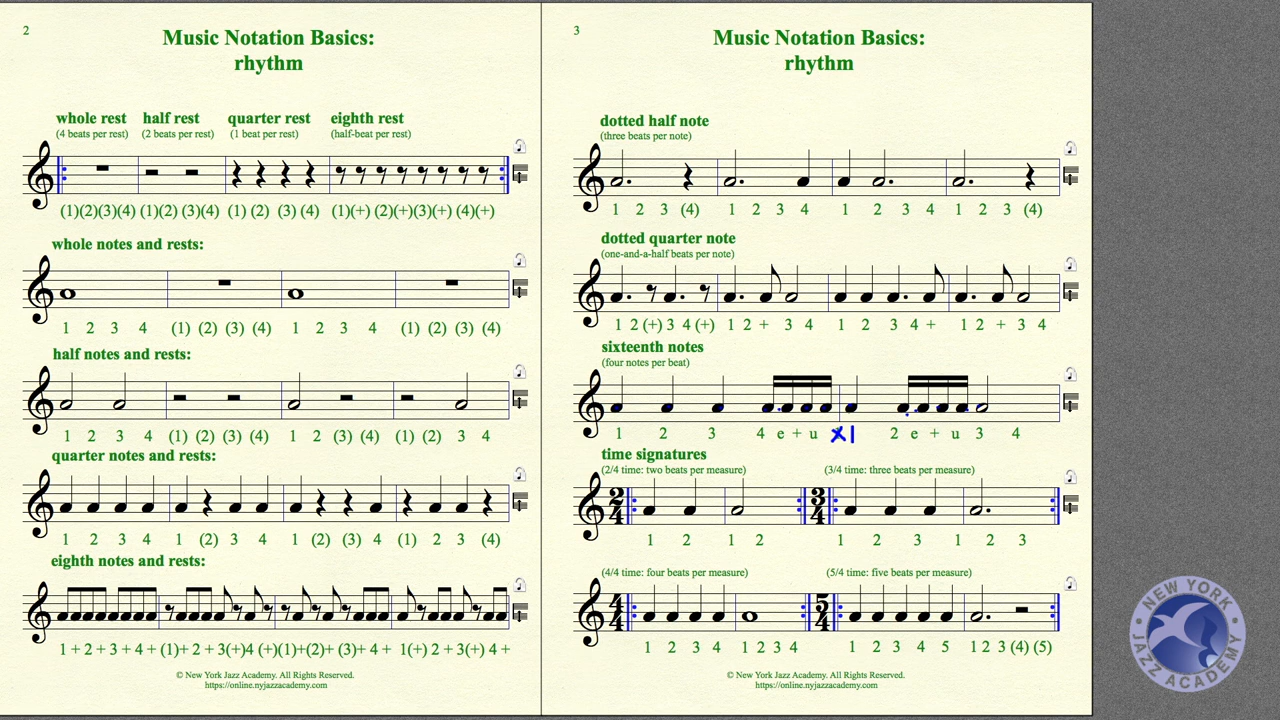 2
Music Notation Basics:
rhythm
whole rest half rest quarter rest eighth rest
(4 beats per rest) (2 beats per rest) (1 beat per rest) (half-beat per rest)
(1)(2)(3)(4) (1)(2) (3)(4) (1) (2) (3) (4) (1)(+) (2)(+)(3)(+) (4)(+)
whole notes and rests:
1 2 3 4 (1) (2) (3) (4) 1 2 3 4 (1) (2) (3) (4)
half notes and rests:
1 2 3 4 (1) (2) (3) (4) 1 2 (3) (4) (1) (2) 3 4
quarter notes and rests:
1 2 3 4 1 (2) 3 4 1 (2) (3) 4 (1) 2 3 (4)
eighth notes and rests:
1 + 2 + 3 + 4 + (1)+ 2 + 3(+)4 (+)(1)+(2)+ (3)+ 4 + 1(+) 2 + 3(+) 4 +
© New York Jazz Academy. All Rights Reserved.
https://online.nyjazzacademy.com
3
Music Notation Basics:
rhythm
dotted half note
(three beats per note)
1 2 3 (4) 1 2 3 4 1 2 3 4 1 2 3 (4)
dotted quarter note
(one-and-a-half beats per note)
1 2 (+) 3 4 (+) 1 2 + 3 4 1 2 3 4 + 1 2 + 3 4
sixteenth notes
(four notes per beat)
1 2 3 4 e + u X 1 2 e + u 3 4
time signatures
(2/4 time: two beats per measure) (3/4 time: three beats per measure)
2 3
4 4
1 2 1 2 1 2 3 1 2 3
(4/4 time: four beats per measure) (5/4 time: five beats per measure)
4 5
4 4
1 2 3 4 1 2 3 4 1 2 3 4 5 1 2 3 (4) (5)
© New York Jazz Academy. All Rights Reserved.
https://online.nyjazzacademy.com
NEW YORK
JAZZ ACADEMY